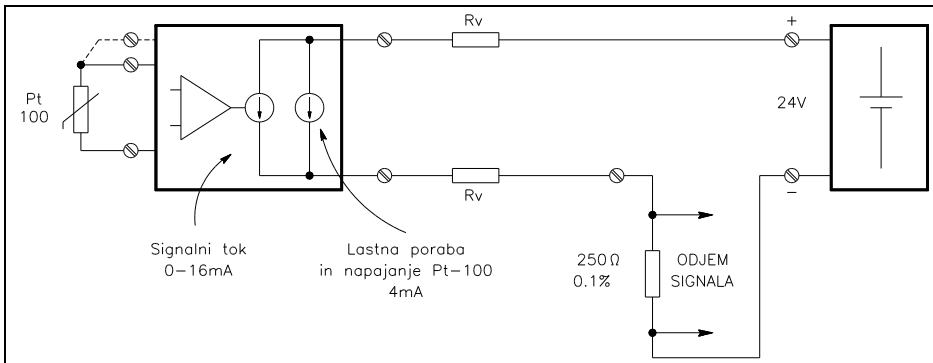 Rv
+
Pt
100
24V
Rv
−
Signalni tok
0−16mA
Lastna poraba
in napajanje Pt−100
4mA
250Ω
0.1%
ODJEM
SIGNALA